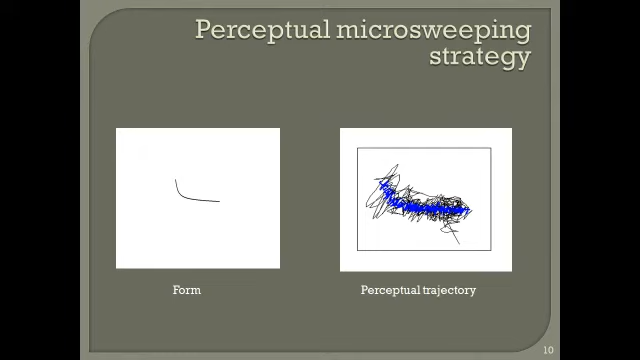 Perceptual microsweeping
strategy
Form
Perceptual trajectory
10